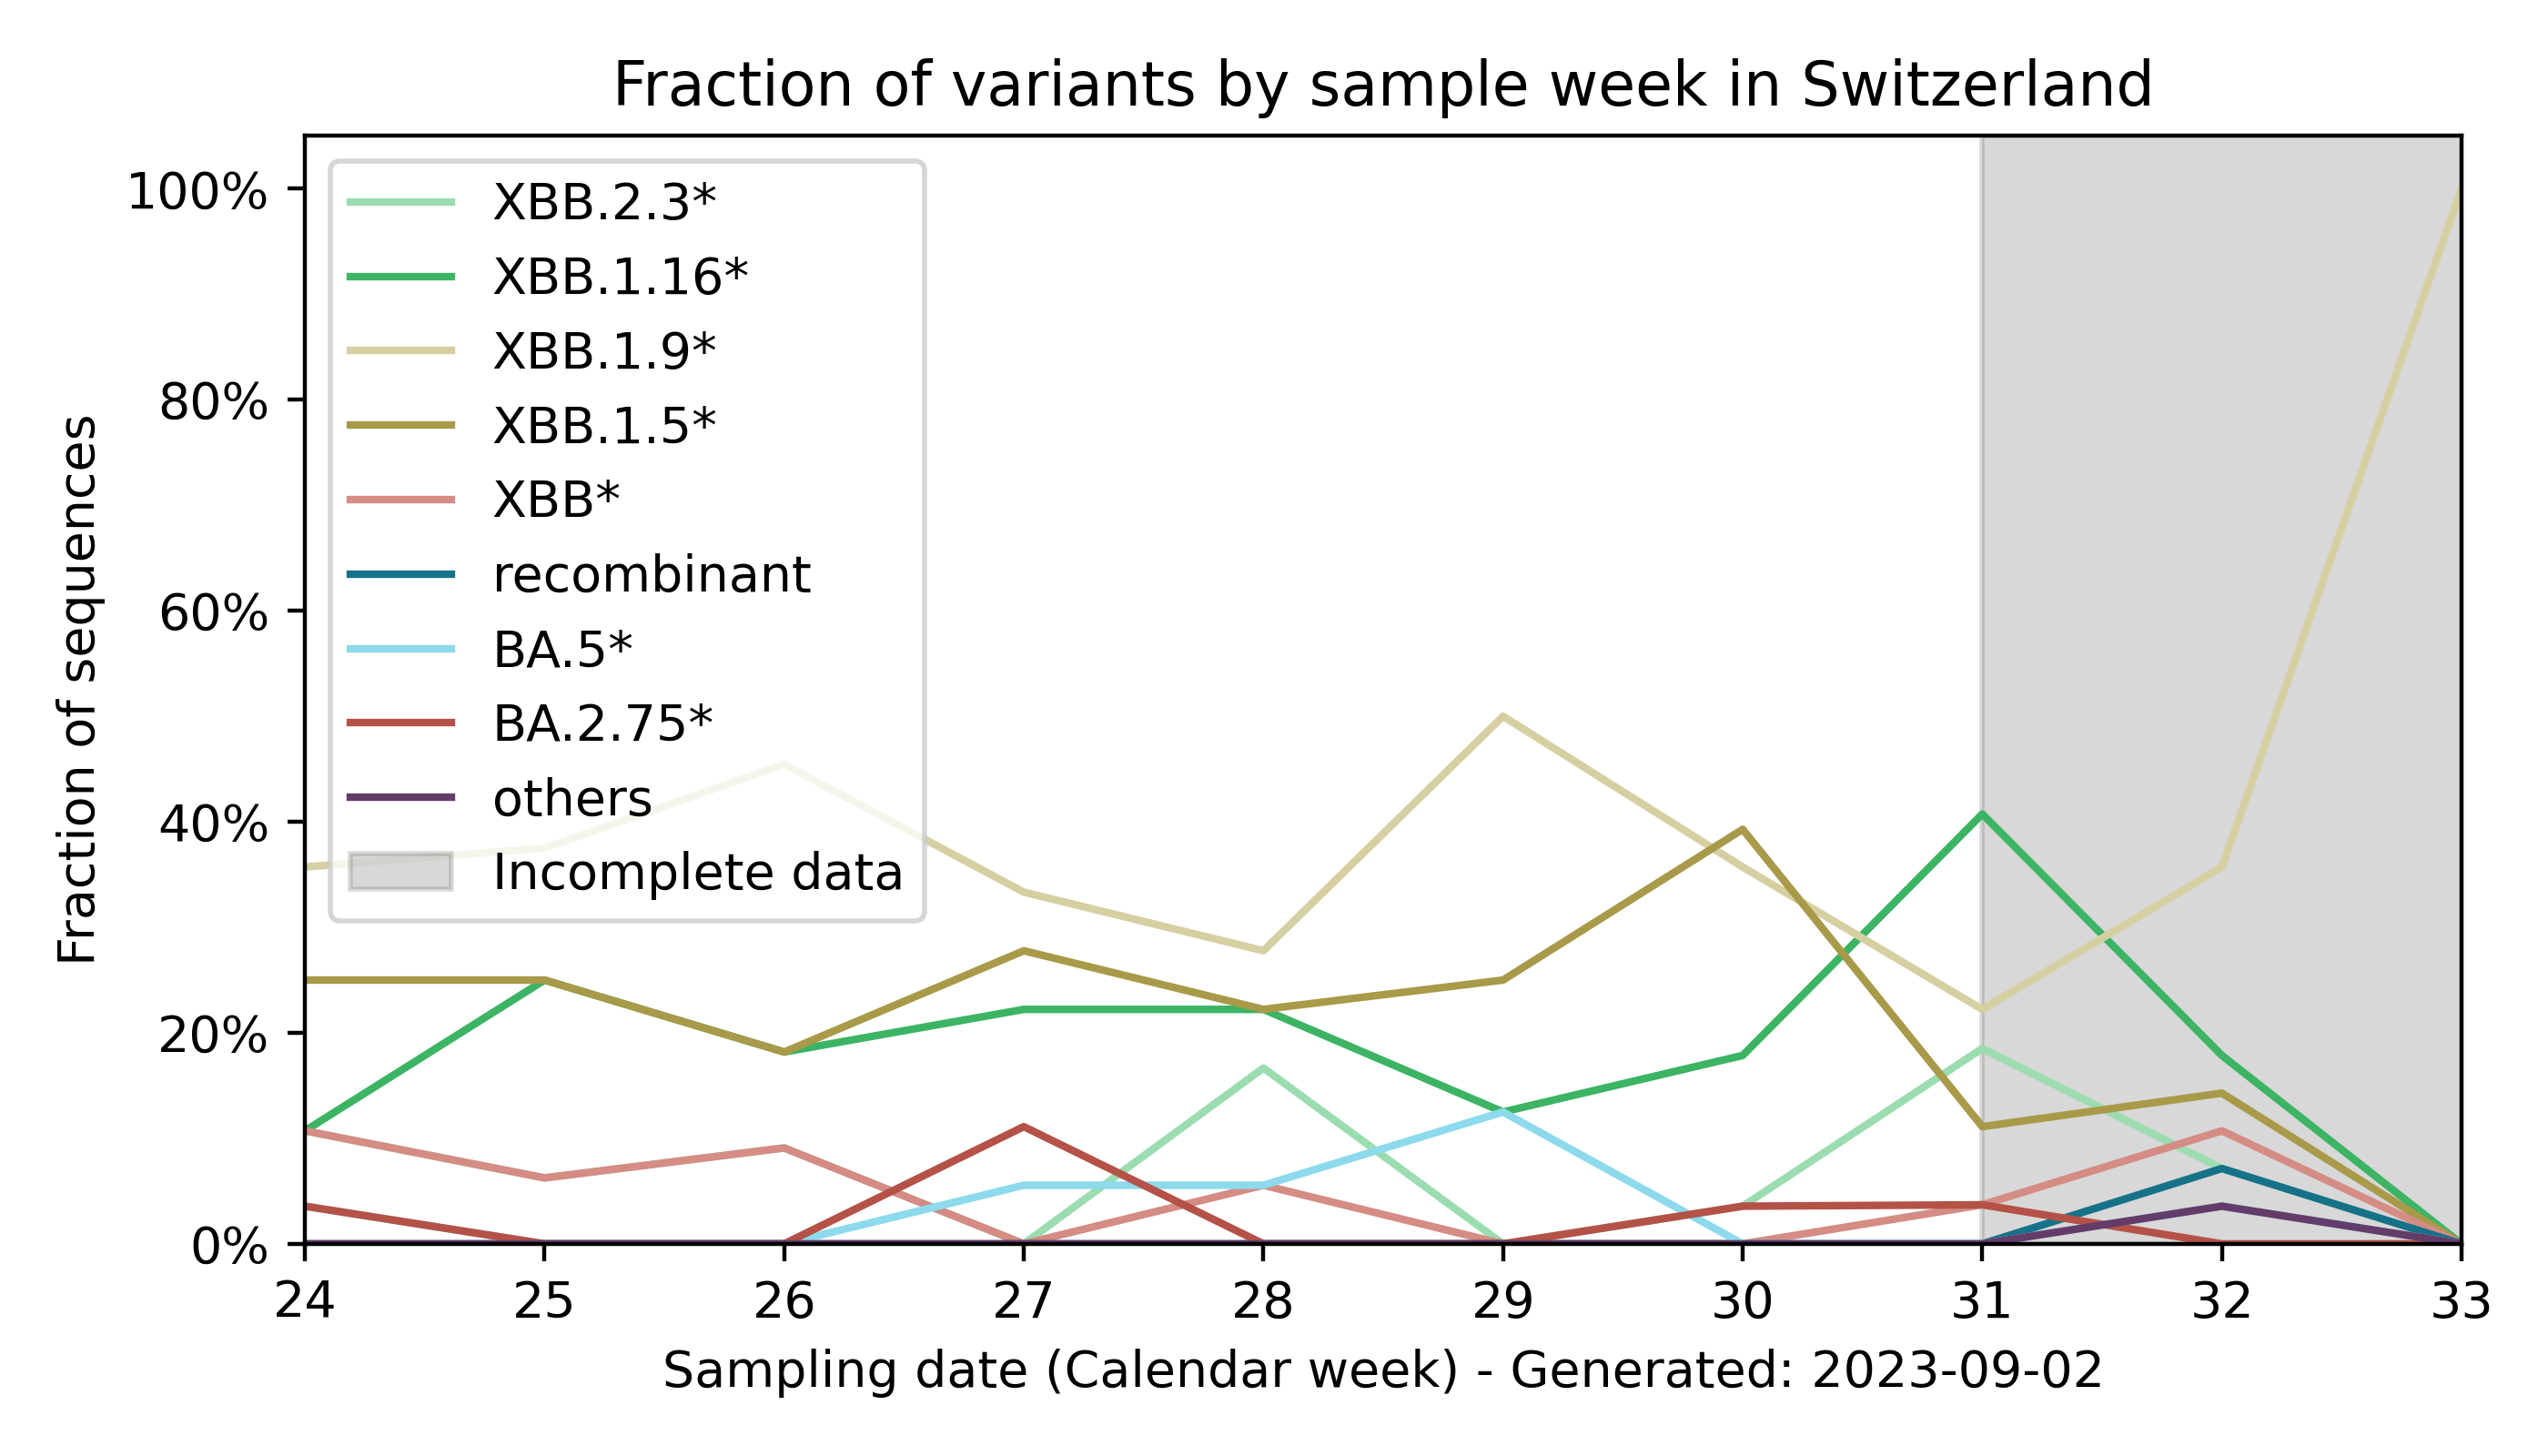 Fraction of variants by sample week in Switzerland
Fraction of sequences
100%
80%
60%
40%
20%
0%
XBB.2.3*
XBB.1.16*
XBB.1.9*
XBB.1.5*
XBB*
recombinant
BA.5*
BA.2.75*
others
Incomplete data
24 25 26 27 28 29 30 31 32 33
Sampling date (Calendar week) - Generated: 2023-09-02